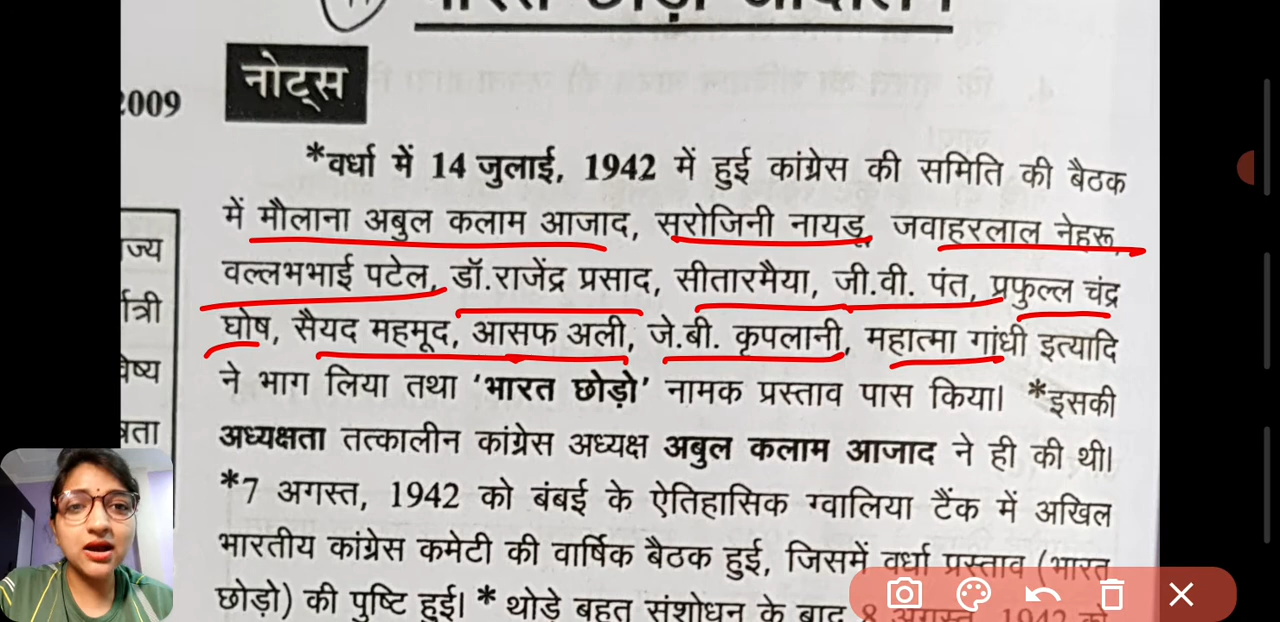 भारत छोड़ो आंदोलन
नोट्स
2009
*वर्धा में 14 जुलाई, 1942 में हुई कांग्रेस की समिति की बैठक
में मौलाना अबुल कलाम आजाद, सरोजिनी नायडू, जवाहरलाल नेहरू,
वल्लभभाई पटेल, डॉ.राजेंद्र प्रसाद, सीतारमैया, जी.वी. पंत, प्रफुल्ल चंद्र
घोष, सैयद महमूद, आसफ अली, जे.बी. कृपलानी, महात्मा गांधी इत्यादि
ने भाग लिया तथा ‘भारत छोड़ो’ नामक प्रस्ताव पास किया। *इसकी
अध्यक्षता तत्कालीन कांग्रेस अध्यक्ष अबुल कलाम आजाद ने ही की थी।
*7 अगस्त, 1942 को बंबई के ऐतिहासिक ग्वालिया टैंक में अखिल
भारतीय कांग्रेस कमेटी की वार्षिक बैठक हुई, जिसमें वर्धा प्रस्ताव (भारत
छोड़ो) की पुष्टि हुई। * थोड़े बहुत संशोधन के बाद 8 अगस्त, 1942 को